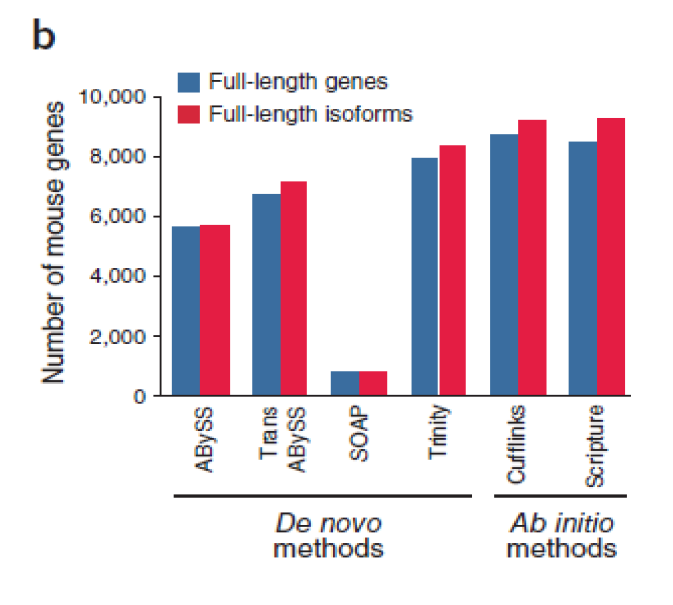 b
Full-length genes
Full-length isoforms
Number of mouse genes
10,000
8,000
6,000
4,000
2,000
0
ABySS
Trans
ABySS
SOAP
Trinity
Cufflinks
Scripture
De novo
methods
Ab initio
methods